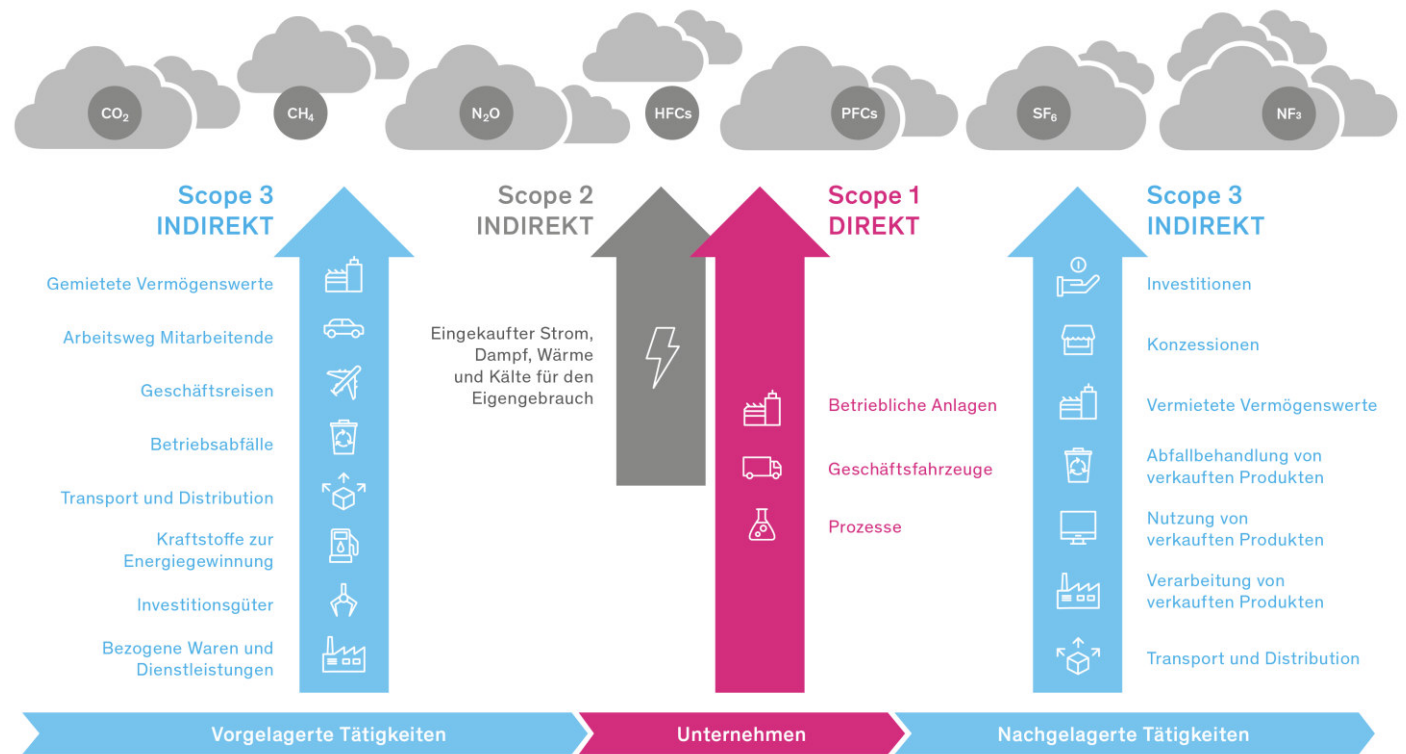 CO₂
CH₄
N₂O
HFCs
PFCs
SF₆
NF₃
Scope 3
INDIREKT
Gemietete Vermögenswerte
Arbeitsweg Mitarbeitende
Geschäftsreisen
Betriebsabfälle
Transport und Distribution
Kraftstoffe zur
Energiegewinnung
Investitionsgüter
Bezogene Waren und
Dienstleistungen
Scope 2
INDIREKT
Eingekaufter Strom,
Dampf, Wärme
und Kälte für den
Eigengebrauch
Scope 1
DIREKT
Betriebliche Anlagen
Geschäftsfahrzeuge
Prozesse
Scope 3
INDIREKT
Investitionen
Konzessionen
Vermietete Vermögenswerte
Abfallbehandlung von
verkauften Produkten
Nutzung von
verkauften Produkten
Verarbeitung von
verkauften Produkten
Transport und Distribution
Vorgelagerte Tätigkeiten
Unternehmen
Nachgelagerte Tätigkeiten